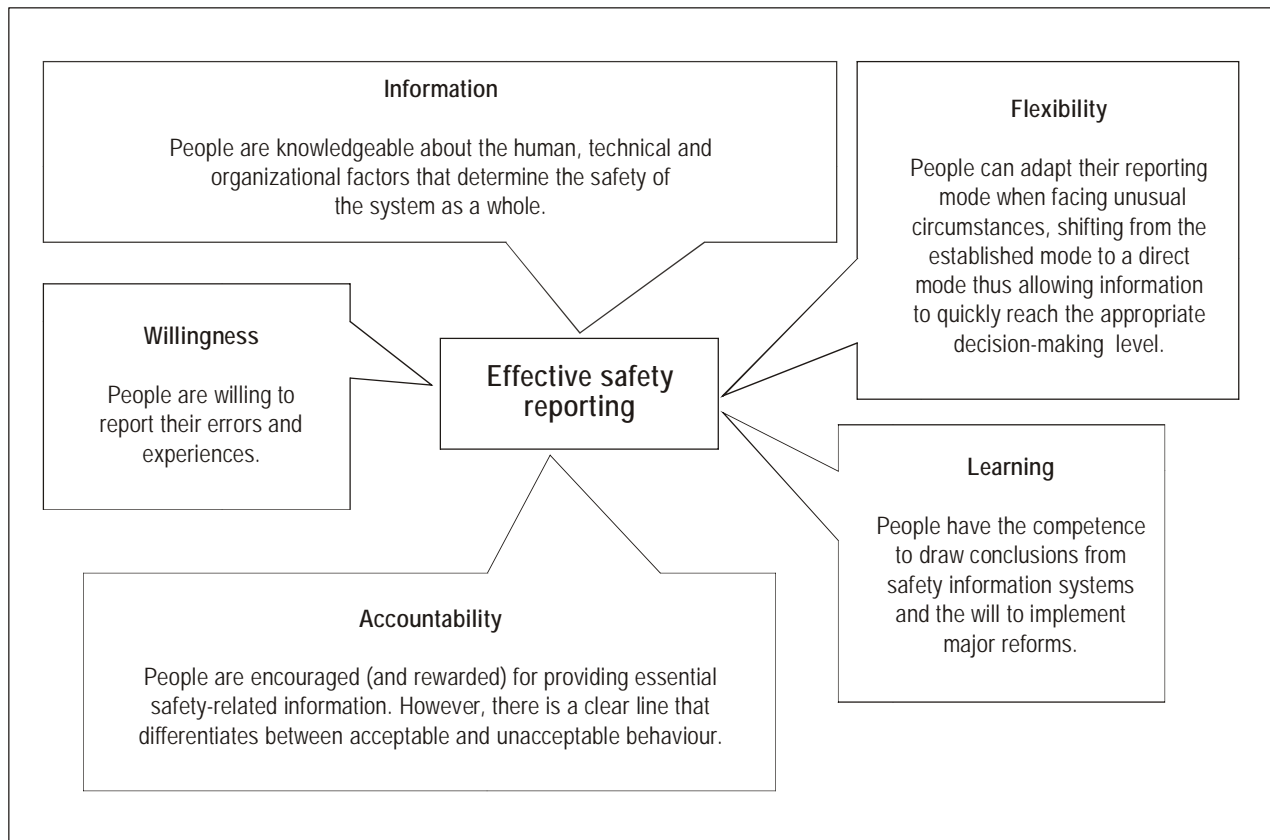 Information
People are knowledgeable about the human, technical and
organizational factors that determine the safety of
the system as a whole.
Flexibility
People can adapt their reporting
mode when facing unusual
circumstances, shifting from the
established mode to a direct
mode thus allowing information
to quickly reach the appropriate
decision-making level.
Willingness
People are willing to
report their errors and
experiences.
Effective safety
reporting
Learning
People have the competence
to draw conclusions from
safety information systems
and the will to implement
major reforms.
Accountability
People are encouraged (and rewarded) for providing essential
safety-related information. However, there is a clear line that
differentiates between acceptable and unacceptable behaviour.